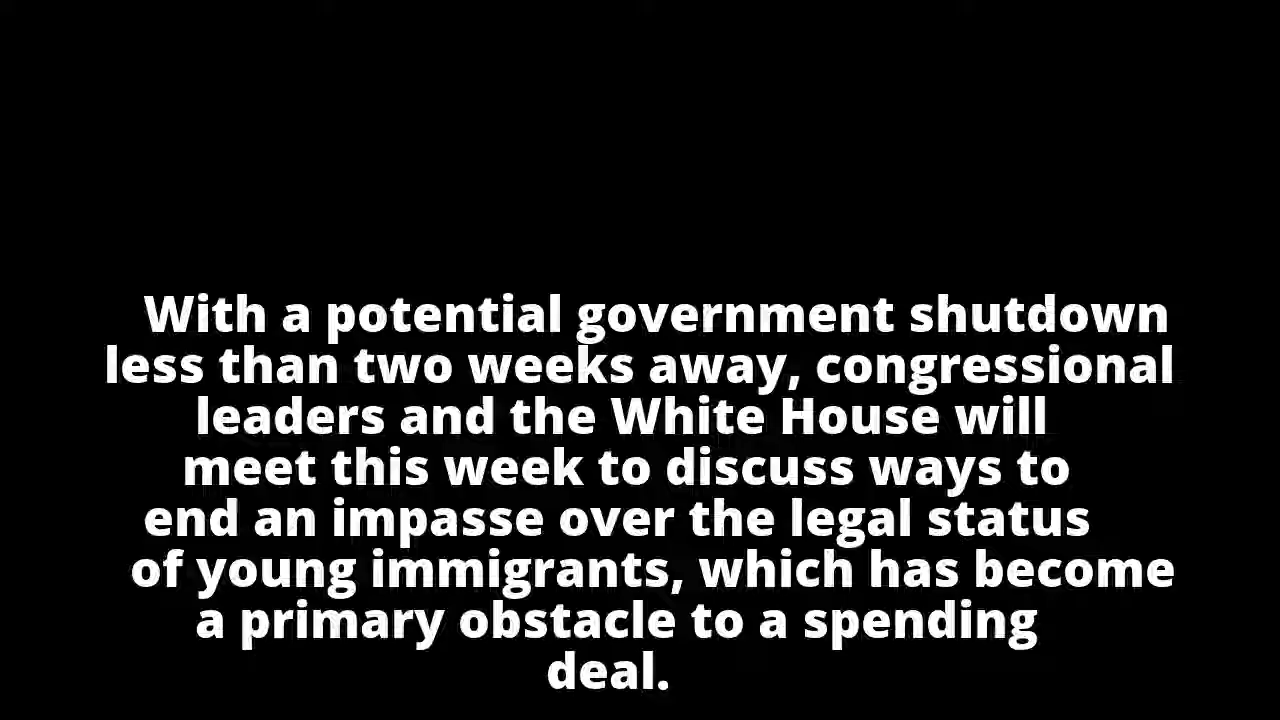 With a potential government shutdown
less than two weeks away, congressional
leaders and the White House will
meet this week to discuss ways to
end an impasse over the legal status
of young immigrants, which has become
a primary obstacle to a spending
deal.